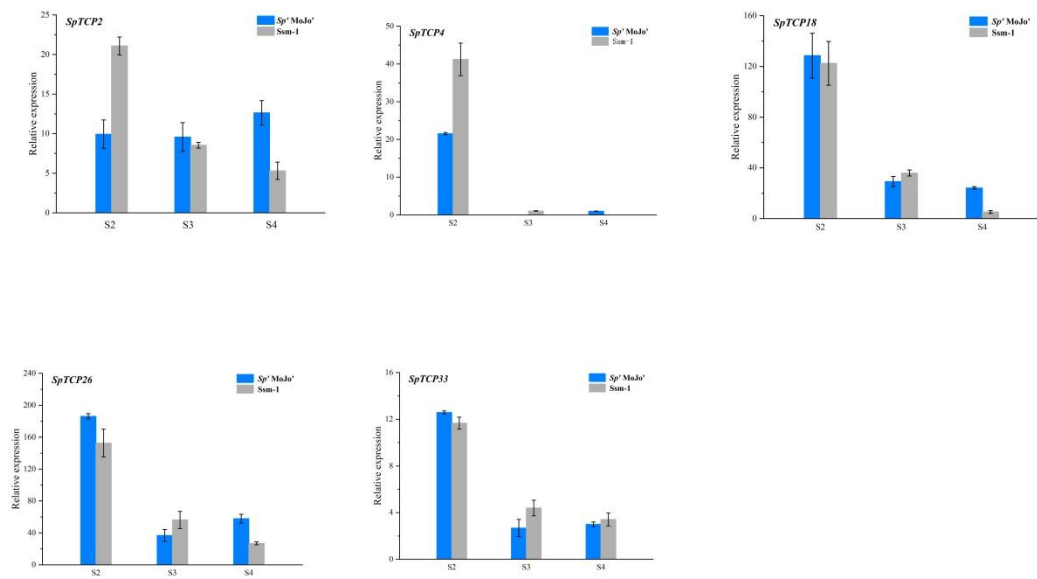 SpTCP2
Sp' MoJo'
Ssm-1
Relative expression
25
20
15
10
5
0
S2 S3 S4
SpTCP4
Sp' MoJo'
Ssm-1
Relative expression
50
40
30
20
10
0
S2 S3 S4
SpTCP18
Sp' MoJo'
Ssm-1
Relative expression
160
120
80
40
0
S2 S3 S4
SpTCP26
Sp' MoJo'
Ssm-1
Relative expression
240
200
160
120
80
40
0
S2 S3 S4
SpTCP33
Sp' MoJo'
Ssm-1
Relative expression
16
12
8
4
0
S2 S3 S4